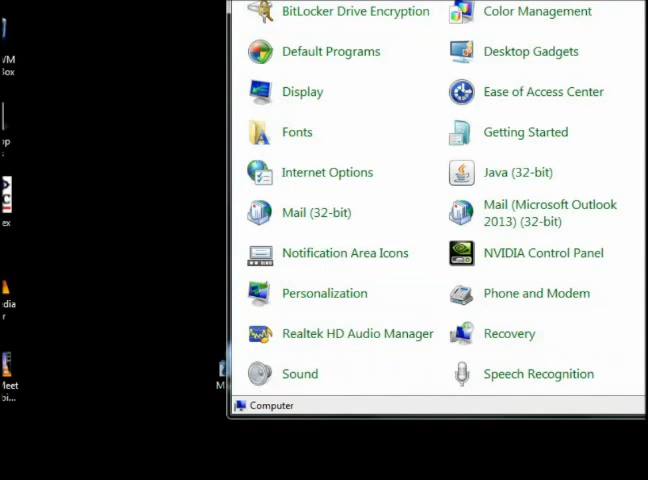 BitLocker Drive Encryption
Color Management
Default Programs
Desktop Gadgets
Display
Ease of Access Center
Fonts
Getting Started
Internet Options
Java (32-bit)
Mail (32-bit)
Mail (Microsoft Outlook
2013) (32-bit)
Notification Area Icons
NVIDIA Control Panel
Personalization
Phone and Modem
Realtek HD Audio Manager
Recovery
Sound
Speech Recognition
Computer